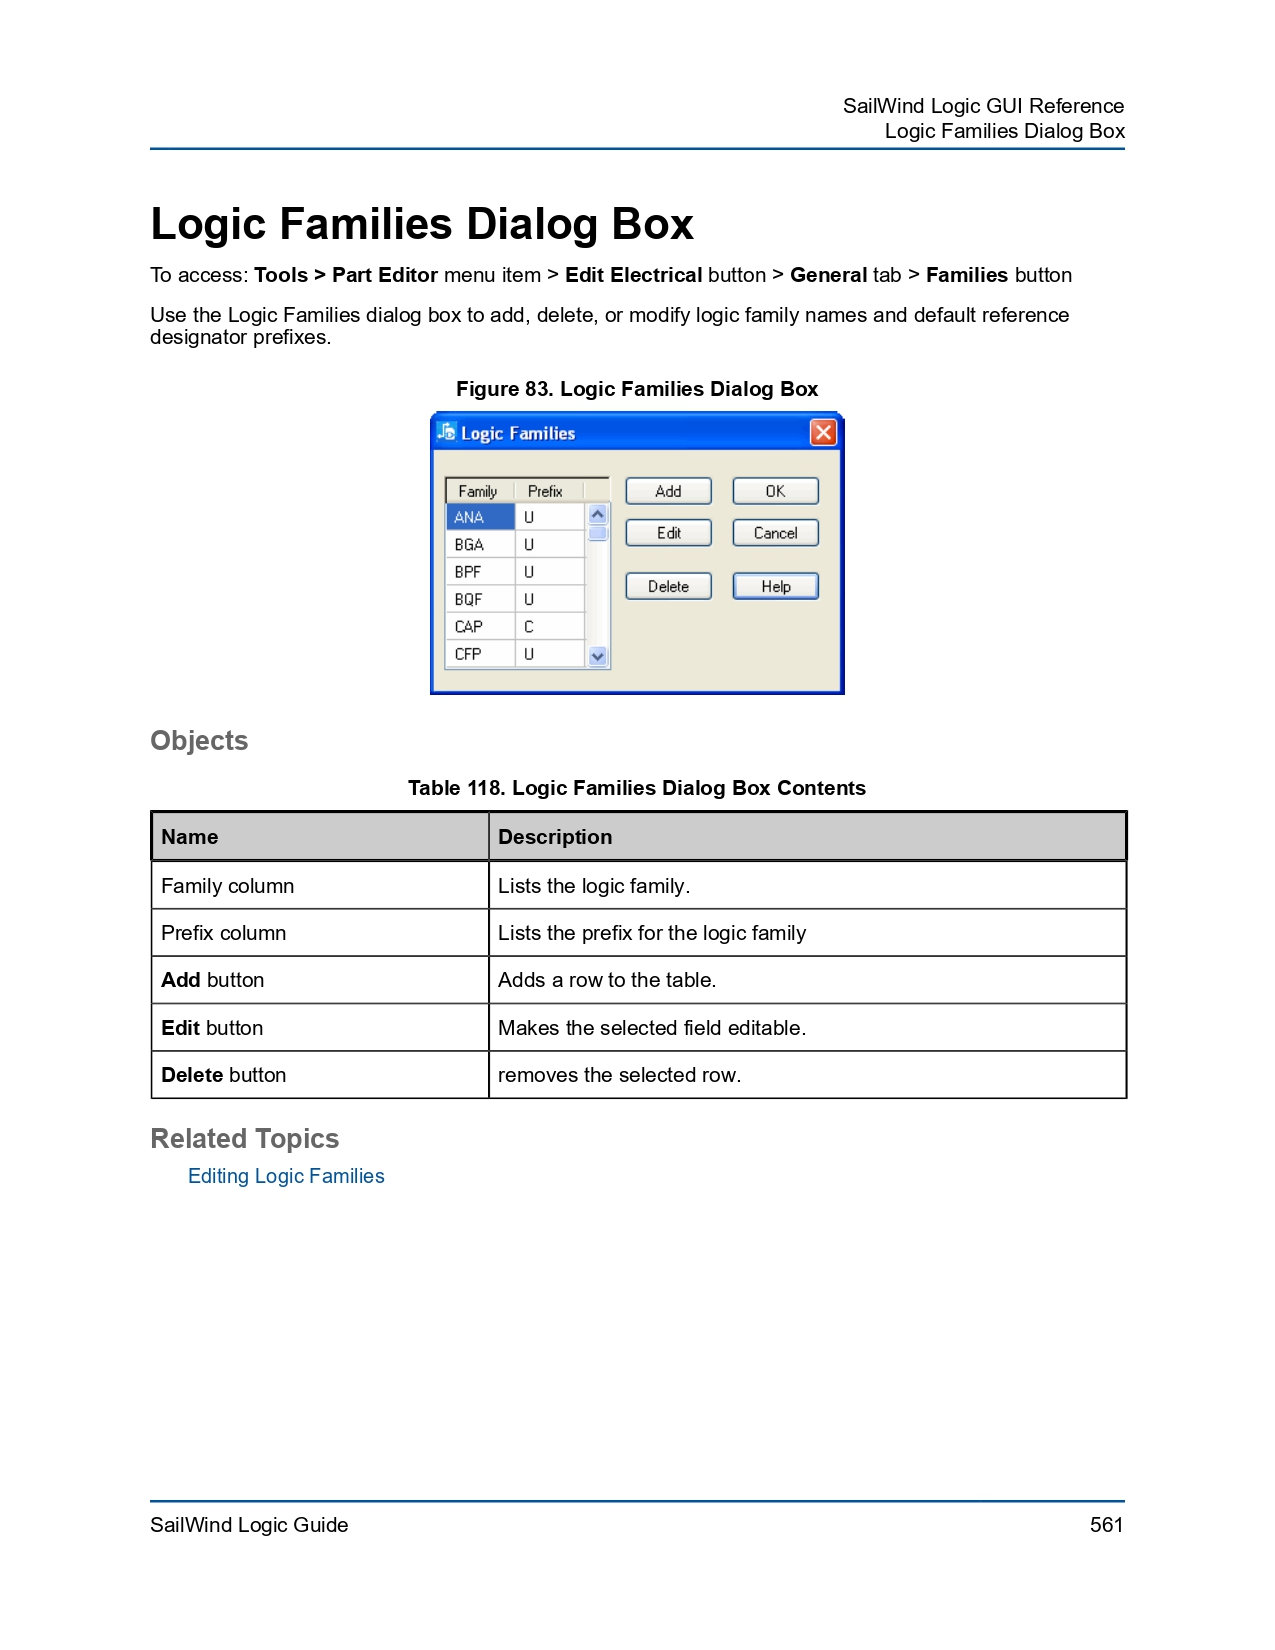 SailWind Logic GUI Reference
Logic Families Dialog Box
Logic Families Dialog Box
To access: Tools > Part Editor menu item > Edit Electrical button > General tab > Families button
Use the Logic Families dialog box to add, delete, or modify logic family names and default reference
designator prefixes.
Figure 83. Logic Families Dialog Box
Logic Families
Family Prefix
ANA U
BGA U
BPF U
BQF U
CAP C
CFP U
Add OK
Edit Cancel
Delete Help
Objects
Table 118. Logic Families Dialog Box Contents
Name Description
Family column Lists the logic family.
Prefix column Lists the prefix for the logic family
Add button Adds a row to the table.
Edit button Makes the selected field editable.
Delete button removes the selected row.
Related Topics
Editing Logic Families
SailWind Logic Guide 561